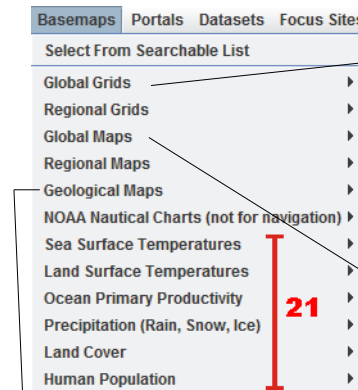 Basemaps Portals Datasets Focus Sites
Select From Searchable List
Global Grids
Regional Grids
Global Maps
Regional Maps
Geological Maps
NOAA Nautical Charts (not for navigation)
Sea Surface Temperatures
Land Surface Temperatures
Ocean Primary Productivity
21
Precipitation (Rain, Snow, Ice)
Land Cover
Human Population